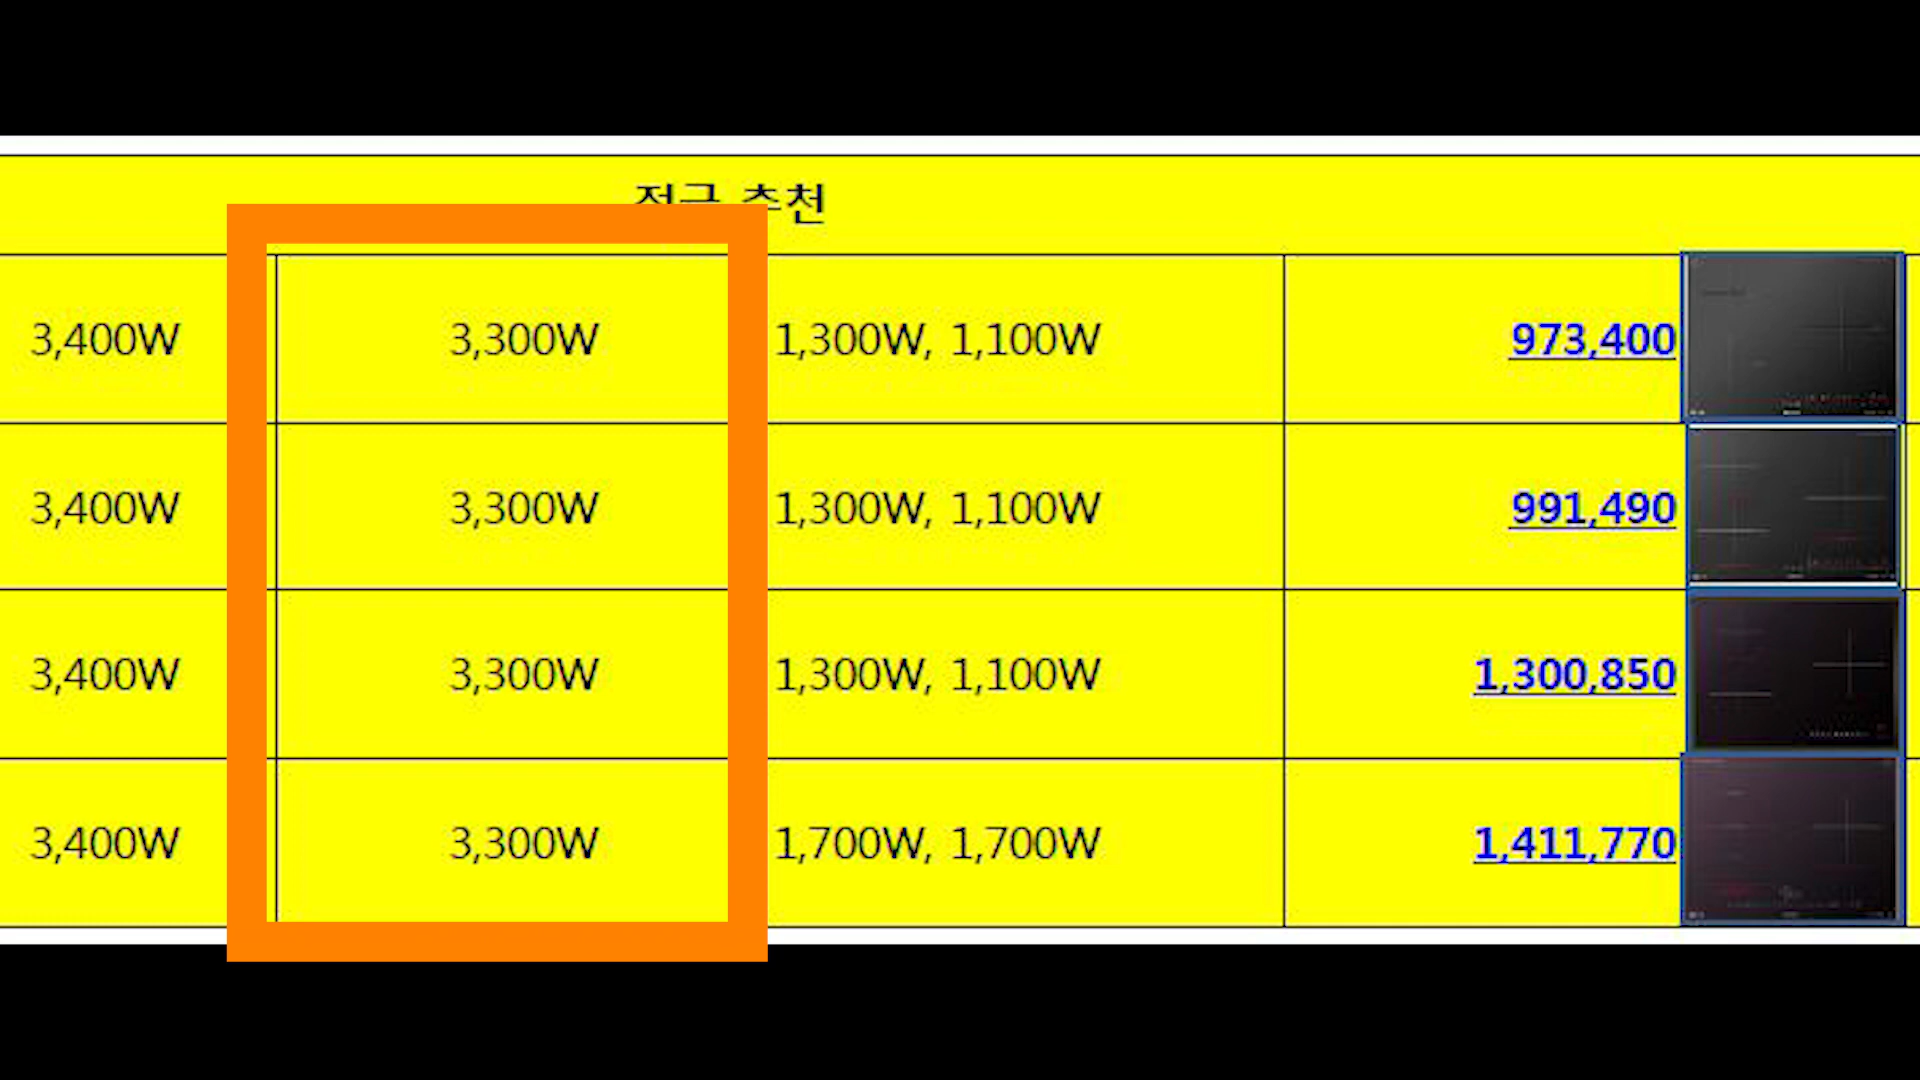 추천
3,400W 3,300W 1,300W, 1,100W 973,400
3,400W 3,300W 1,300W, 1,100W 991,490
3,400W 3,300W 1,300W, 1,100W 1,300,850
3,400W 3,300W 1,700W, 1,700W 1,411,770